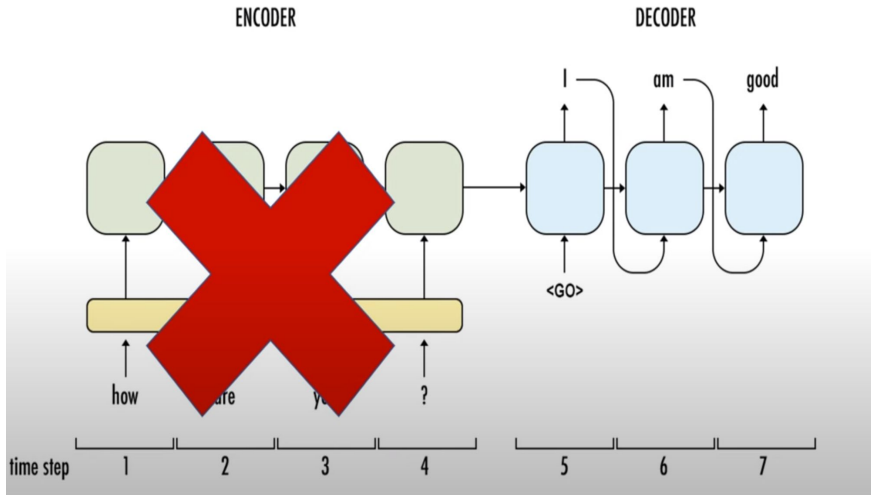 ENCODER DECODER
I am good
<GO>
how ?
time step 1 2 3 4 5 6 7